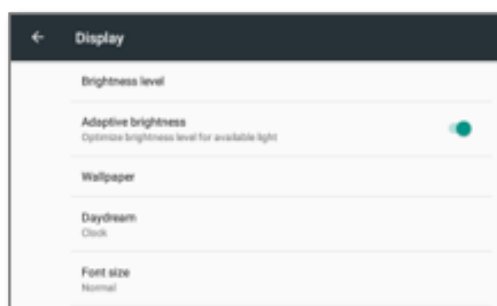 Display
Brightness level
Adaptive brightness
Optimize brightness level for available light
Wallpaper
Daydream
Clock
Font size
Normal